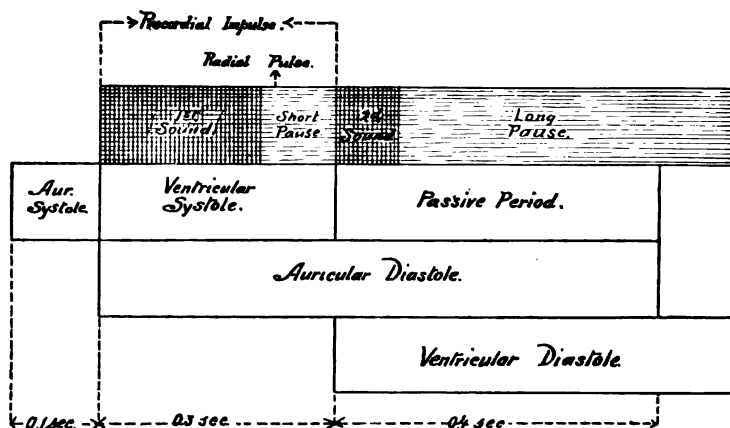 Precordial Impulse.
Radial Pulse.
1st
Sound
Short
Pause
2d
Sound
Long
Pause.
Aur.
Systole
Ventricular
Systole.
Passive Period.
Auricular Diastole.
Ventricular Diastole
0.1 sec.
0.3 sec.
0.4 sec